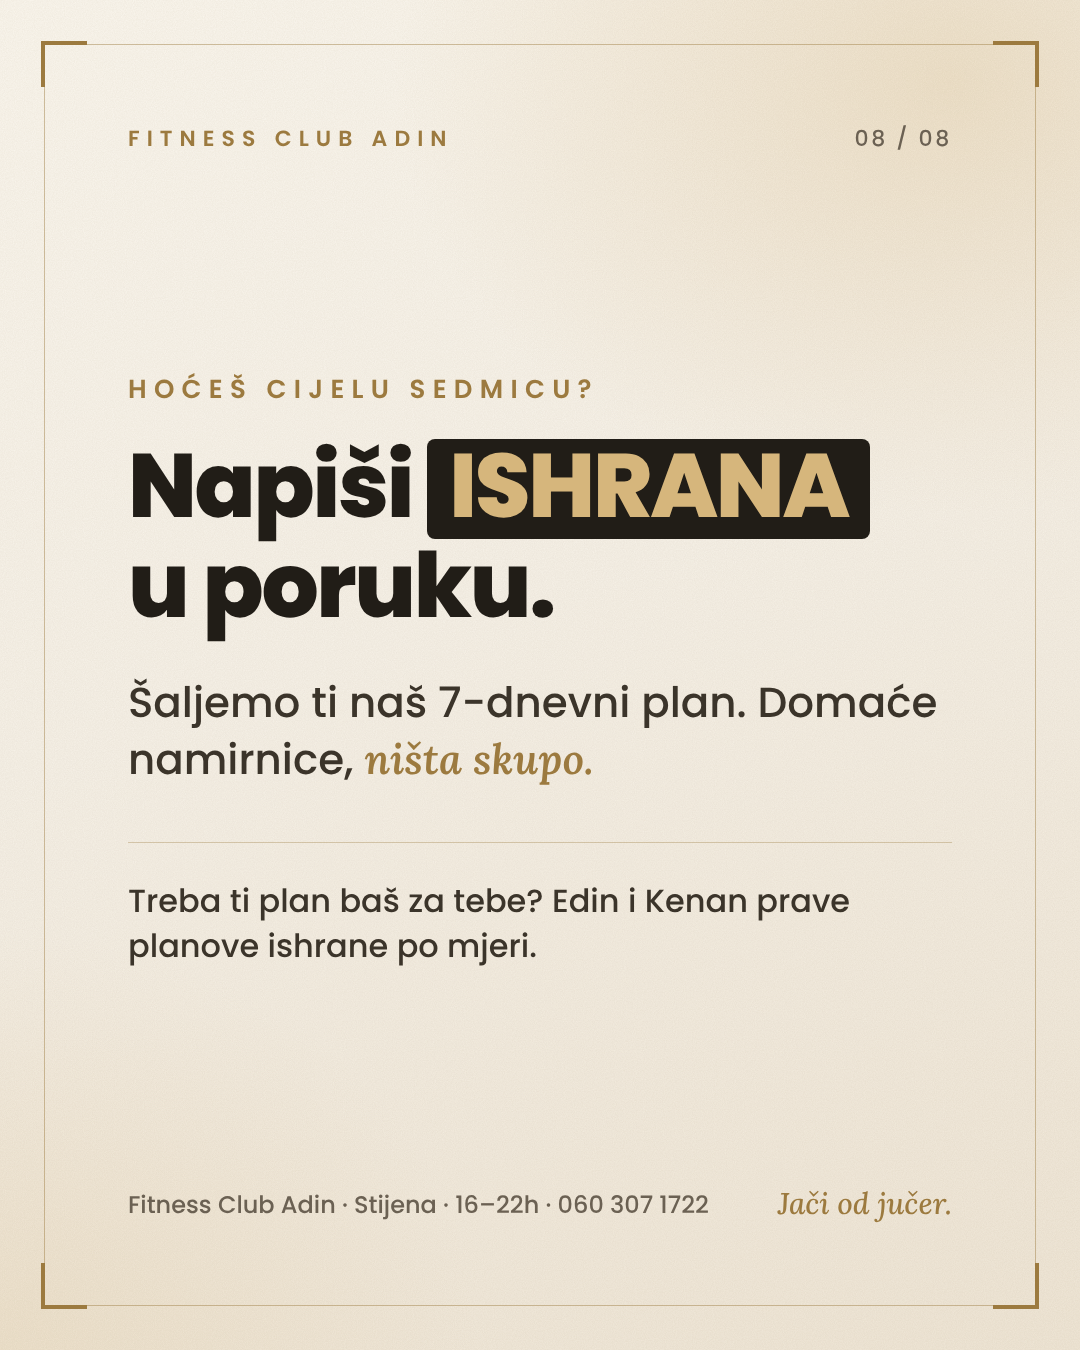 FITNESS CLUB ADIN
08 / 08
HOĆEŠ CIJELU SEDMICU?
Napiši ISHRANA
u poruku.
Šaljemo ti naš 7-dnevni plan. Domaće
namirnice, ništa skupo.
Treba ti plan baš za tebe? Edin i Kenan prave
planove ishrane po mjeri.
Fitness Club Adin · Stijena · 16–22h · 060 307 1722
Jači od jučer.